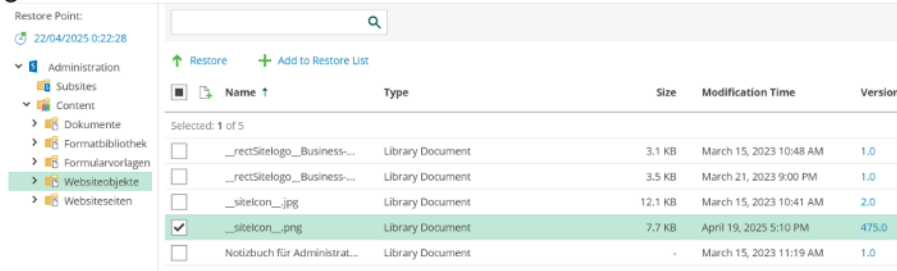 Restore Point:
22/04/2025 0:22:28
Administration
Subsites
Content
Dokumente
Formatbibliothek
Formularvorlagen
Websiteobjekte
Websiteseiten
Restore Add to Restore List
Name Type Size Modification Time Version
Selected: 1 of 5
__rectSitelogo__Business-... Library Document 3.1 KB March 15, 2023 10:48 AM 1.0
__rectSitelogo__Business-... Library Document 3.5 KB March 21, 2023 9:00 PM 1.0
__siteIcon__.jpg Library Document 12.1 KB March 15, 2023 10:41 AM 2.0
__siteIcon__.png Library Document 7.7 KB April 19, 2025 5:10 PM 475.0
Notizbuch für Administrat... Library Document - March 15, 2023 11:19 AM 1.0